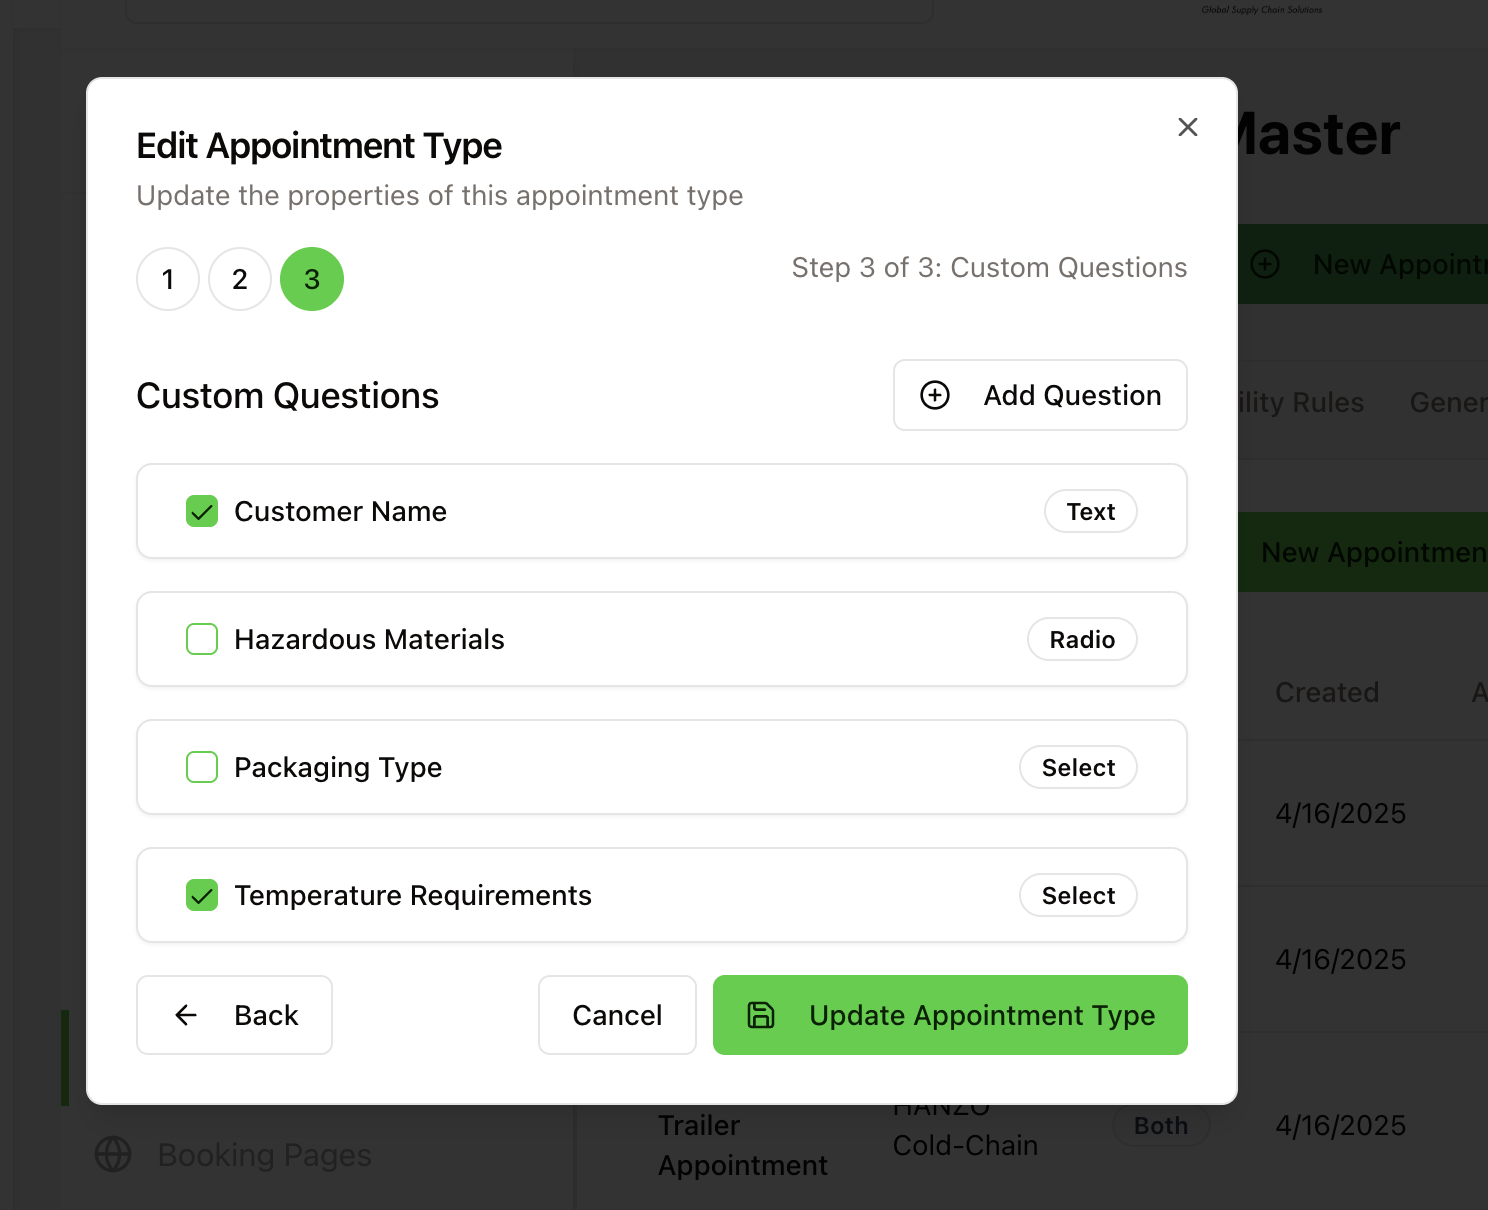 Global Supply Chain Solutions
Master
Edit Appointment Type
Update the properties of this appointment type
1 2 3
Step 3 of 3: Custom Questions
New Appoint
Custom Questions
Add Question
ility Rules Gener
Customer Name Text
New Appointmen
Hazardous Materials Radio
Created A
Packaging Type Select
4/16/2025
Temperature Requirements Select
4/16/2025
Back Cancel Update Appointment Type
Booking Pages
Trailer
Appointment
HANZO
Cold-Chain
Both
4/16/2025